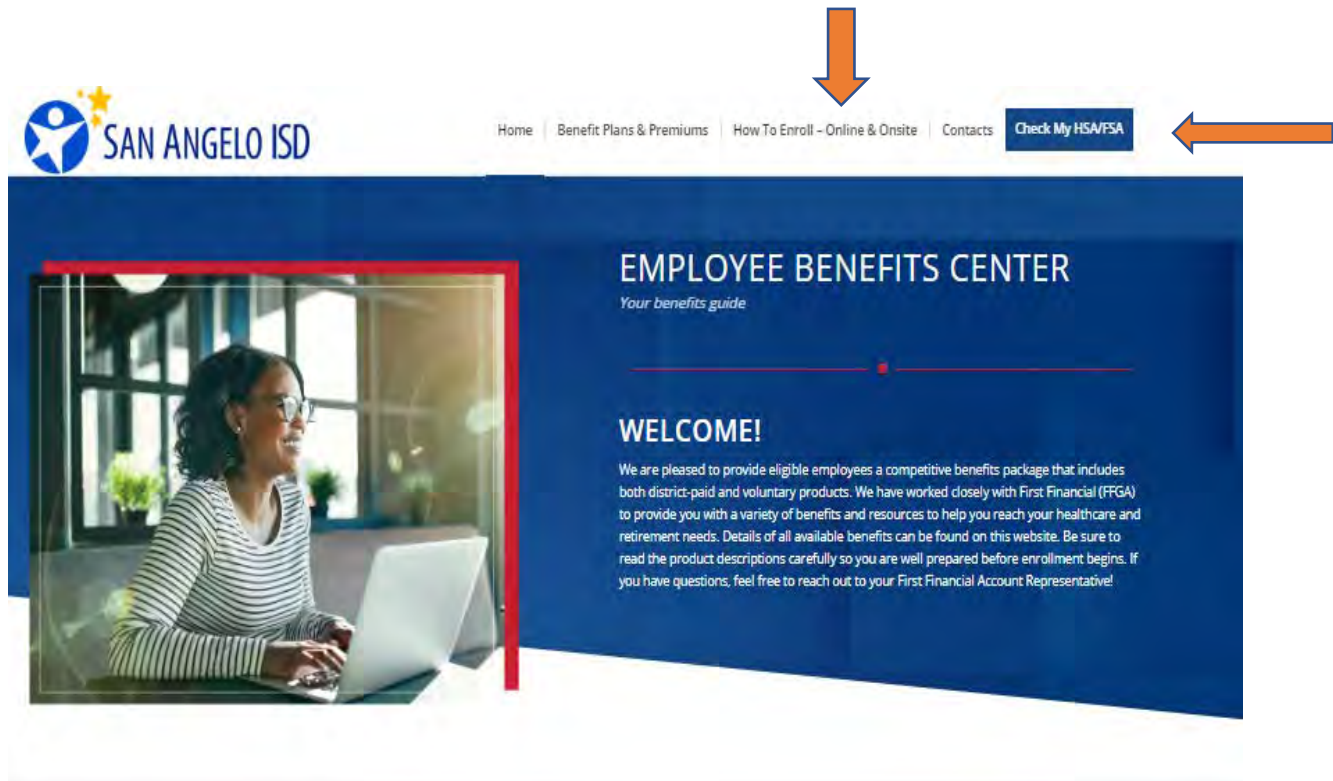 SAN ANGELO ISD
Home
Benefit Plans & Premiums
How To Enroll – Online & Onsite
Contacts
Check My HSA/FSA
EMPLOYEE BENEFITS CENTER
Your benefits guide
WELCOME!
We are pleased to provide eligible employees a competitive benefits package that includes
both district-paid and voluntary products. We have worked closely with First Financial (FFGA)
to provide you with a variety of benefits and resources to help you reach your healthcare and
retirement needs. Details of all available benefits can be found on this website. Be sure to
read the product descriptions carefully so you are well prepared before enrollment begins. If
you have questions, feel free to reach out to your First Financial Account Representative!